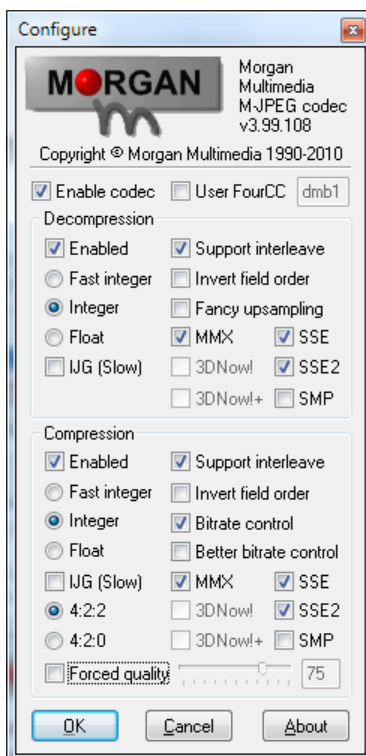 Configure
MORGAN
m
Morgan
Multimedia
M-JPEG codec
v3.99.108
Copyright © Morgan Multimedia 1990-2010
Enable codec User FourCC dmb1
Decompression
Enabled Support interleave
Fast integer Invert field order
Integer Fancy upsampling
Float MMX SSE
IJG (Slow) 3DNow! SSE2
3DNow!+ SMP
Compression
Enabled Support interleave
Fast integer Invert field order
Integer Bitrate control
Float Better bitrate control
IJG (Slow) MMX SSE
4:2:2 3DNow! SSE2
4:2:0 3DNow!+ SMP
Forced quality 75
OK Cancel About